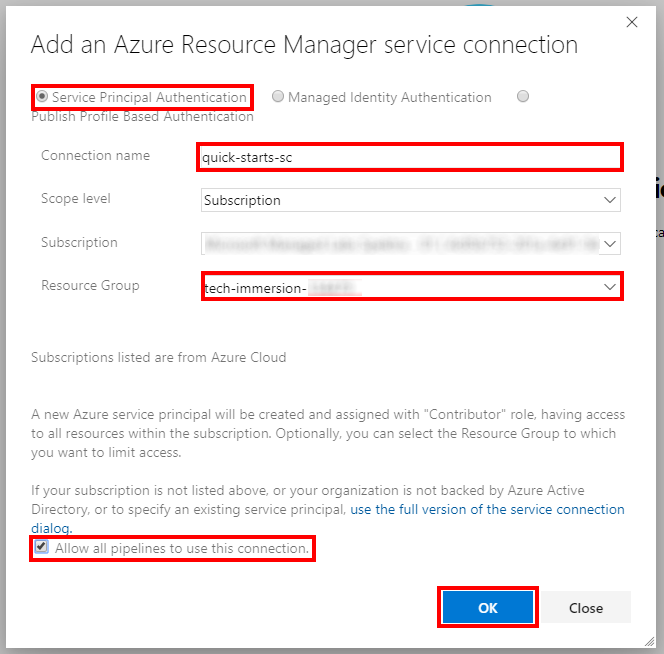 Add an Azure Resource Manager service connection
Service Principal Authentication Managed Identity Authentication
Publish Profile Based Authentication
Connection name quick-starts-sc
Scope level Subscription
Subscription
Resource Group tech-immersion-
Subscriptions listed are from Azure Cloud
A new Azure service principal will be created and assigned with "Contributor" role, having access
to all resources within the subscription. Optionally, you can select the Resource Group to which
you want to limit access.
If your subscription is not listed above, or your organization is not backed by Azure Active
Directory, or to specify an existing service principal, use the full version of the service connection
dialog.
Allow all pipelines to use this connection.
OK Close